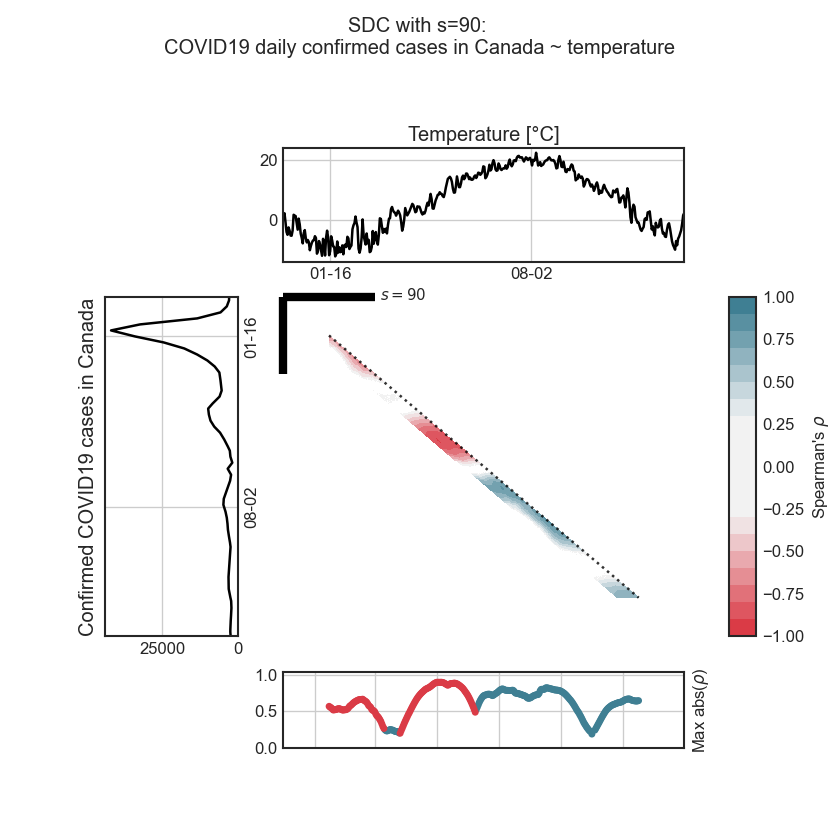 SDC with s=90:
COVID19 daily confirmed cases in Canada ~ temperature
Temperature [°C]
20
0
01-16
08-02
s = 90
Confirmed COVID19 cases in Canada
01-16
08-02
25000
0
1.00
0.75
0.50
0.25
0.00
−0.25
−0.50
−0.75
−1.00
Spearman's ρ
1.0
0.5
0.0
Max abs(ρ)